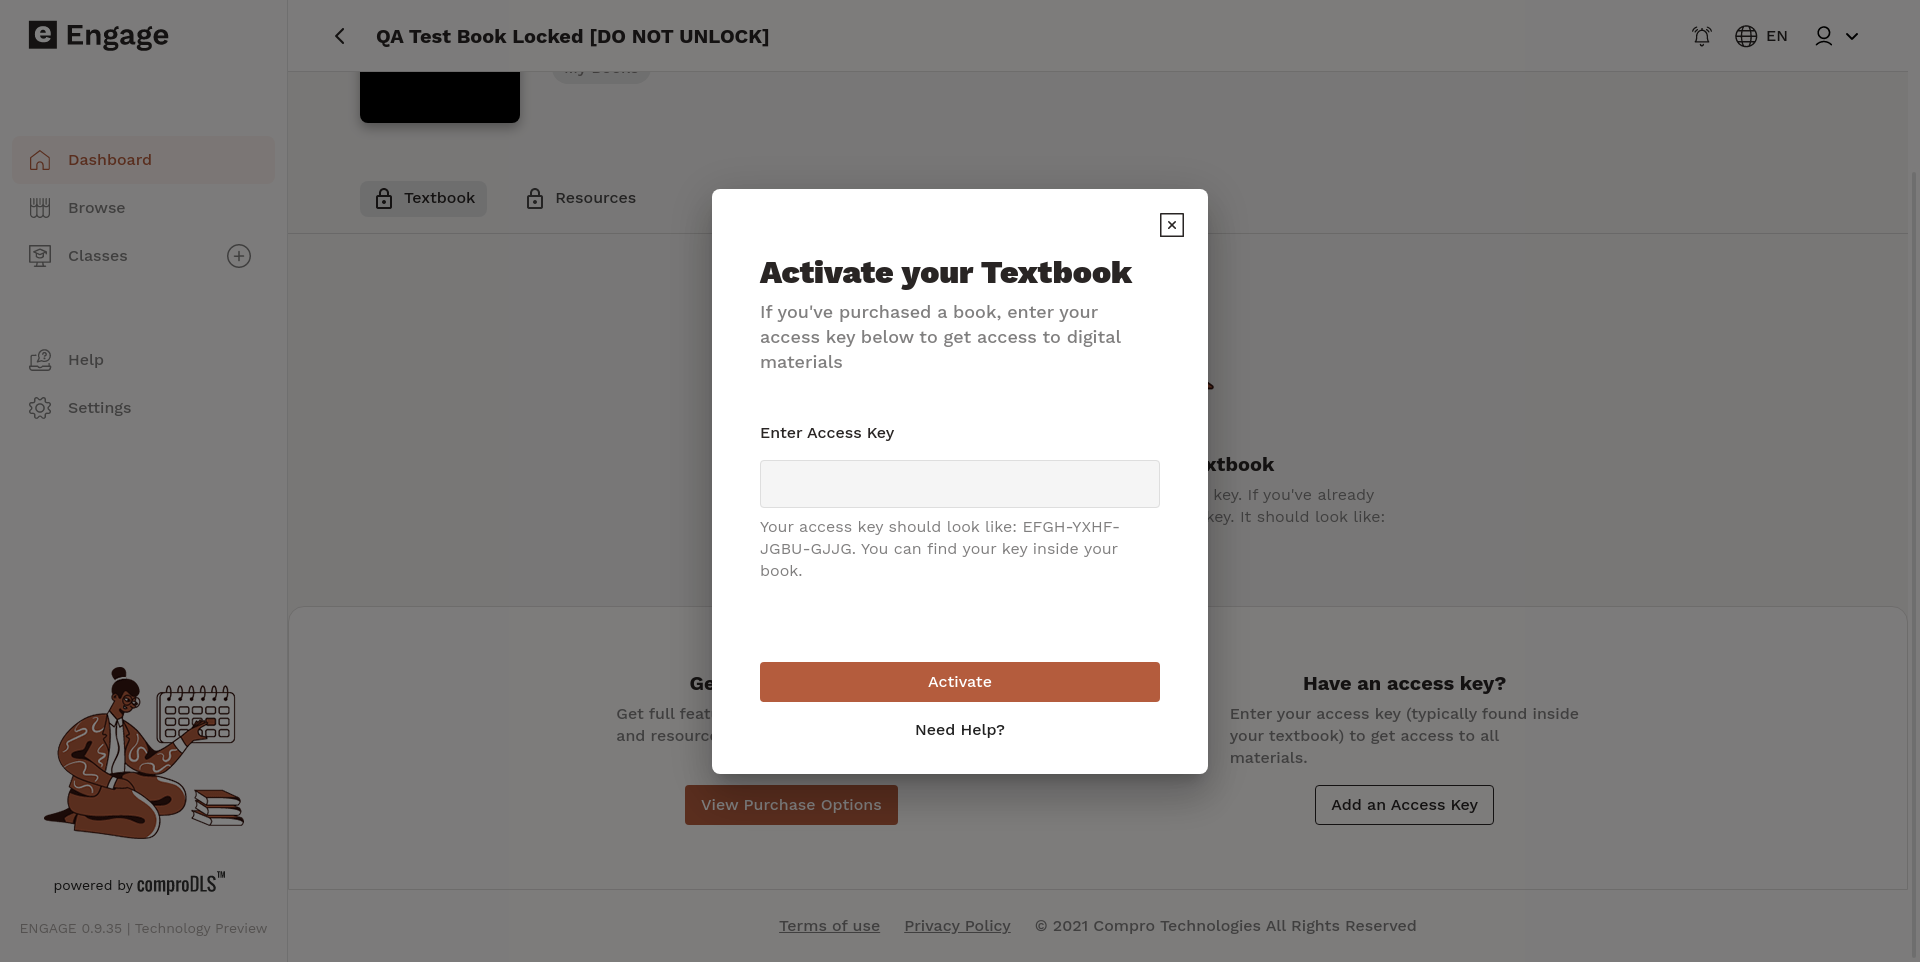 Engage
QA Test Book Locked [DO NOT UNLOCK]
EN
Dashboard
Browse
Classes
Help
Settings
Textbook
Resources
Activate your Textbook
If you've purchased a book, enter your
access key below to get access to digital
materials
Enter Access Key
Your access key should look like: EFGH-YXHF-
JGBU-GJJG. You can find your key inside your
book.
Activate
Need Help?
key. If you've already
key. It should look like:
Get full
and
View Purchase Options
Have an access key?
Enter your access key (typically found inside
your textbook) to get access to all
materials.
Add an Access Key
powered by comproDLS™
ENGAGE 0.9.35 | Technology Preview
Terms of use
Privacy Policy
© 2021 Compro Technologies All Rights Reserved